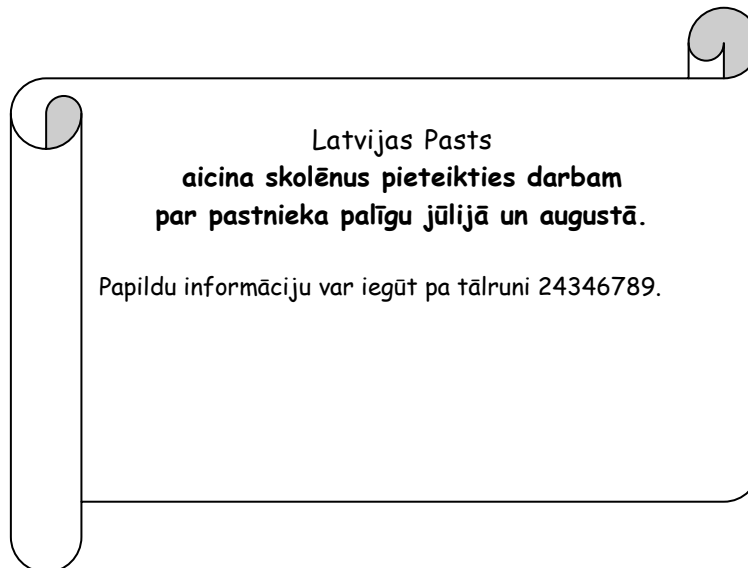 Latvijas Pasts
aicina skolēnus pieteikties darbam
par pastnieka palīgu jūlijā un augustā.
Papildu informāciju var iegūt pa tālruni 24346789.